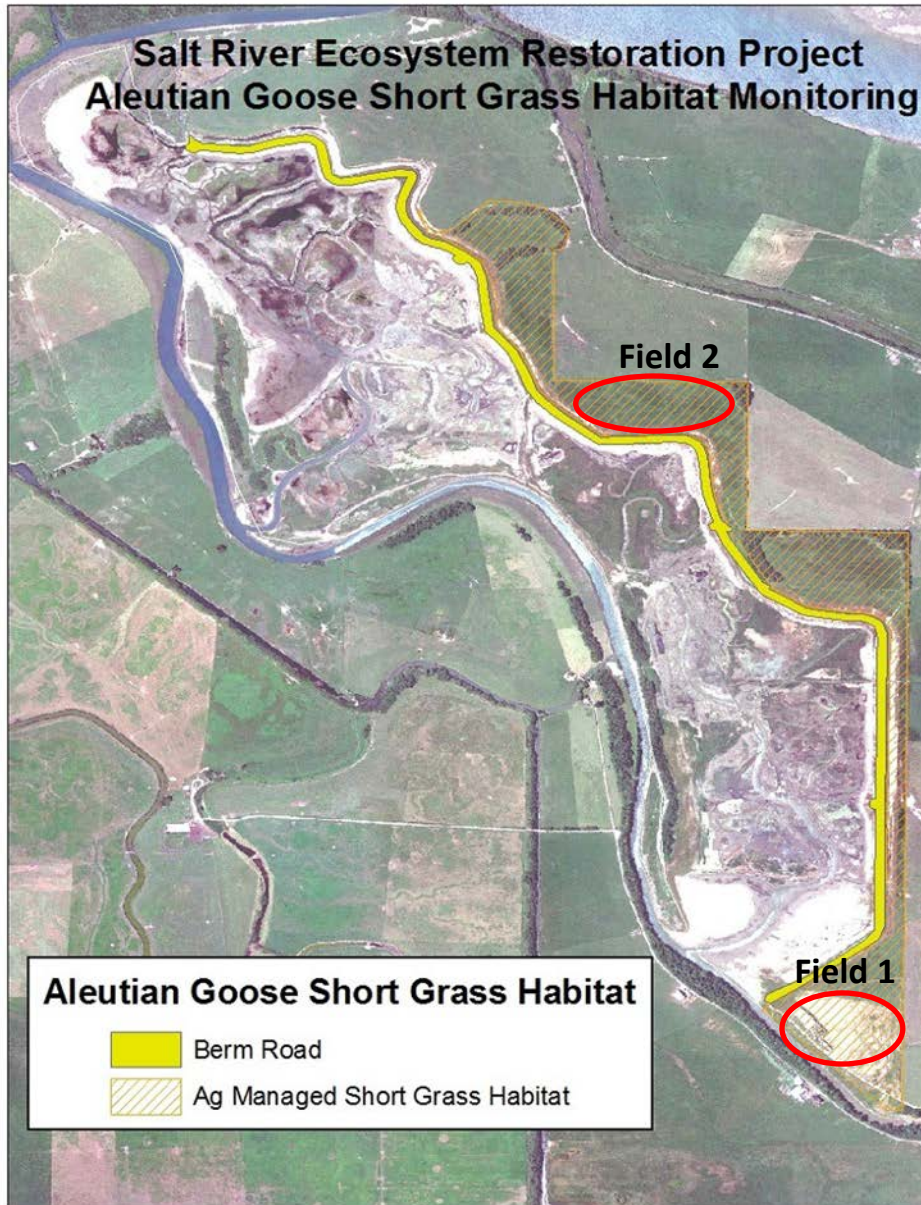 Salt River Ecosystem Restoration Project
Aleutian Goose Short Grass Habitat Monitoring
Field 2
Field 1
Aleutian Goose Short Grass Habitat
Berm Road
Ag Managed Short Grass Habitat